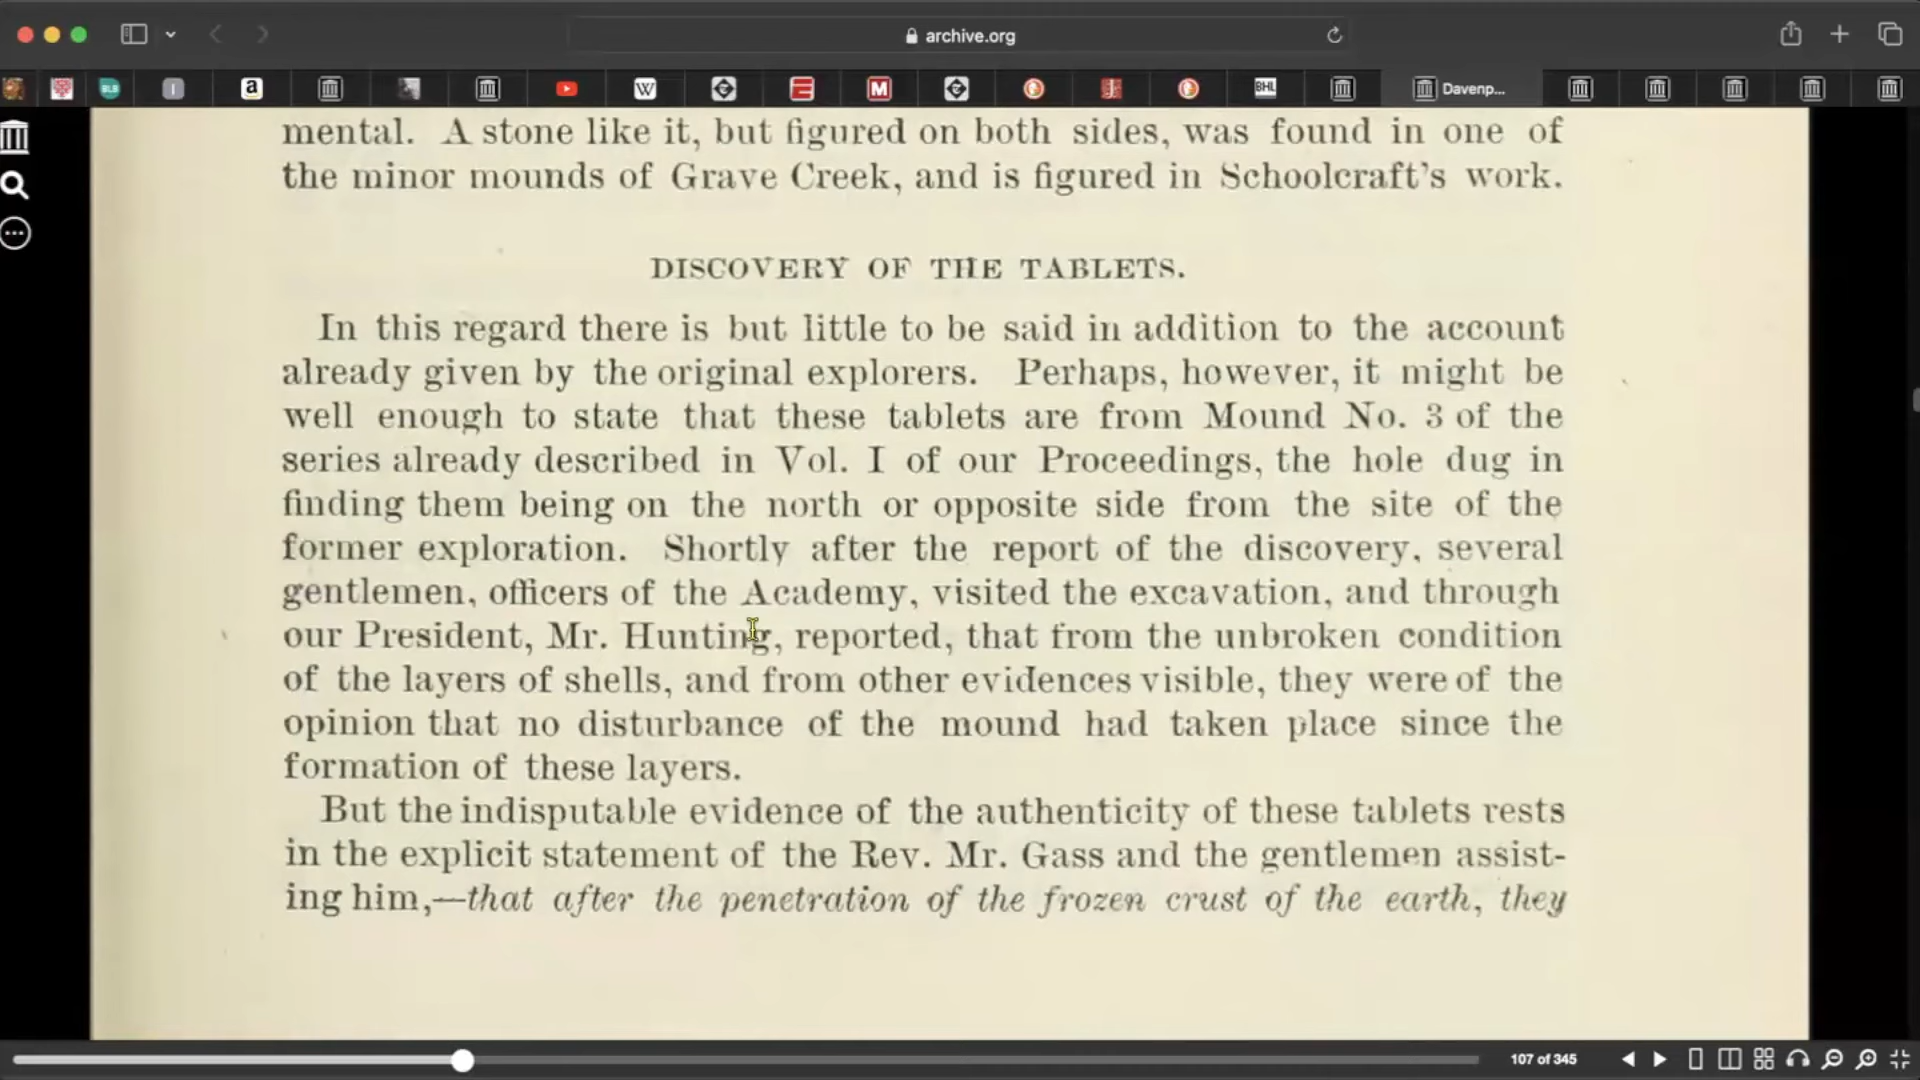 archive.org
BLB
I
a
W
M
BHL
Davenp...
mental. A stone like it, but figured on both sides, was found in one of
the minor mounds of Grave Creek, and is figured in Schoolcraft's work.
DISCOVERY OF THE TABLETS.
In this regard there is but little to be said in addition to the account
already given by the original explorers. Perhaps, however, it might be
well enough to state that these tablets are from Mound No. 3 of the
series already described in Vol. I of our Proceedings, the hole dug in
finding them being on the north or opposite side from the site of the
former exploration. Shortly after the report of the discovery, several
gentlemen, officers of the Academy, visited the excavation, and through
our President, Mr. Hunting, reported, that from the unbroken condition
of the layers of shells, and from other evidences visible, they were of the
opinion that no disturbance of the mound had taken place since the
formation of these layers.
But the indisputable evidence of the authenticity of these tablets rests
in the explicit statement of the Rev. Mr. Gass and the gentlemen assist-
ing him,—that after the penetration of the frozen crust of the earth, they
107 of 345